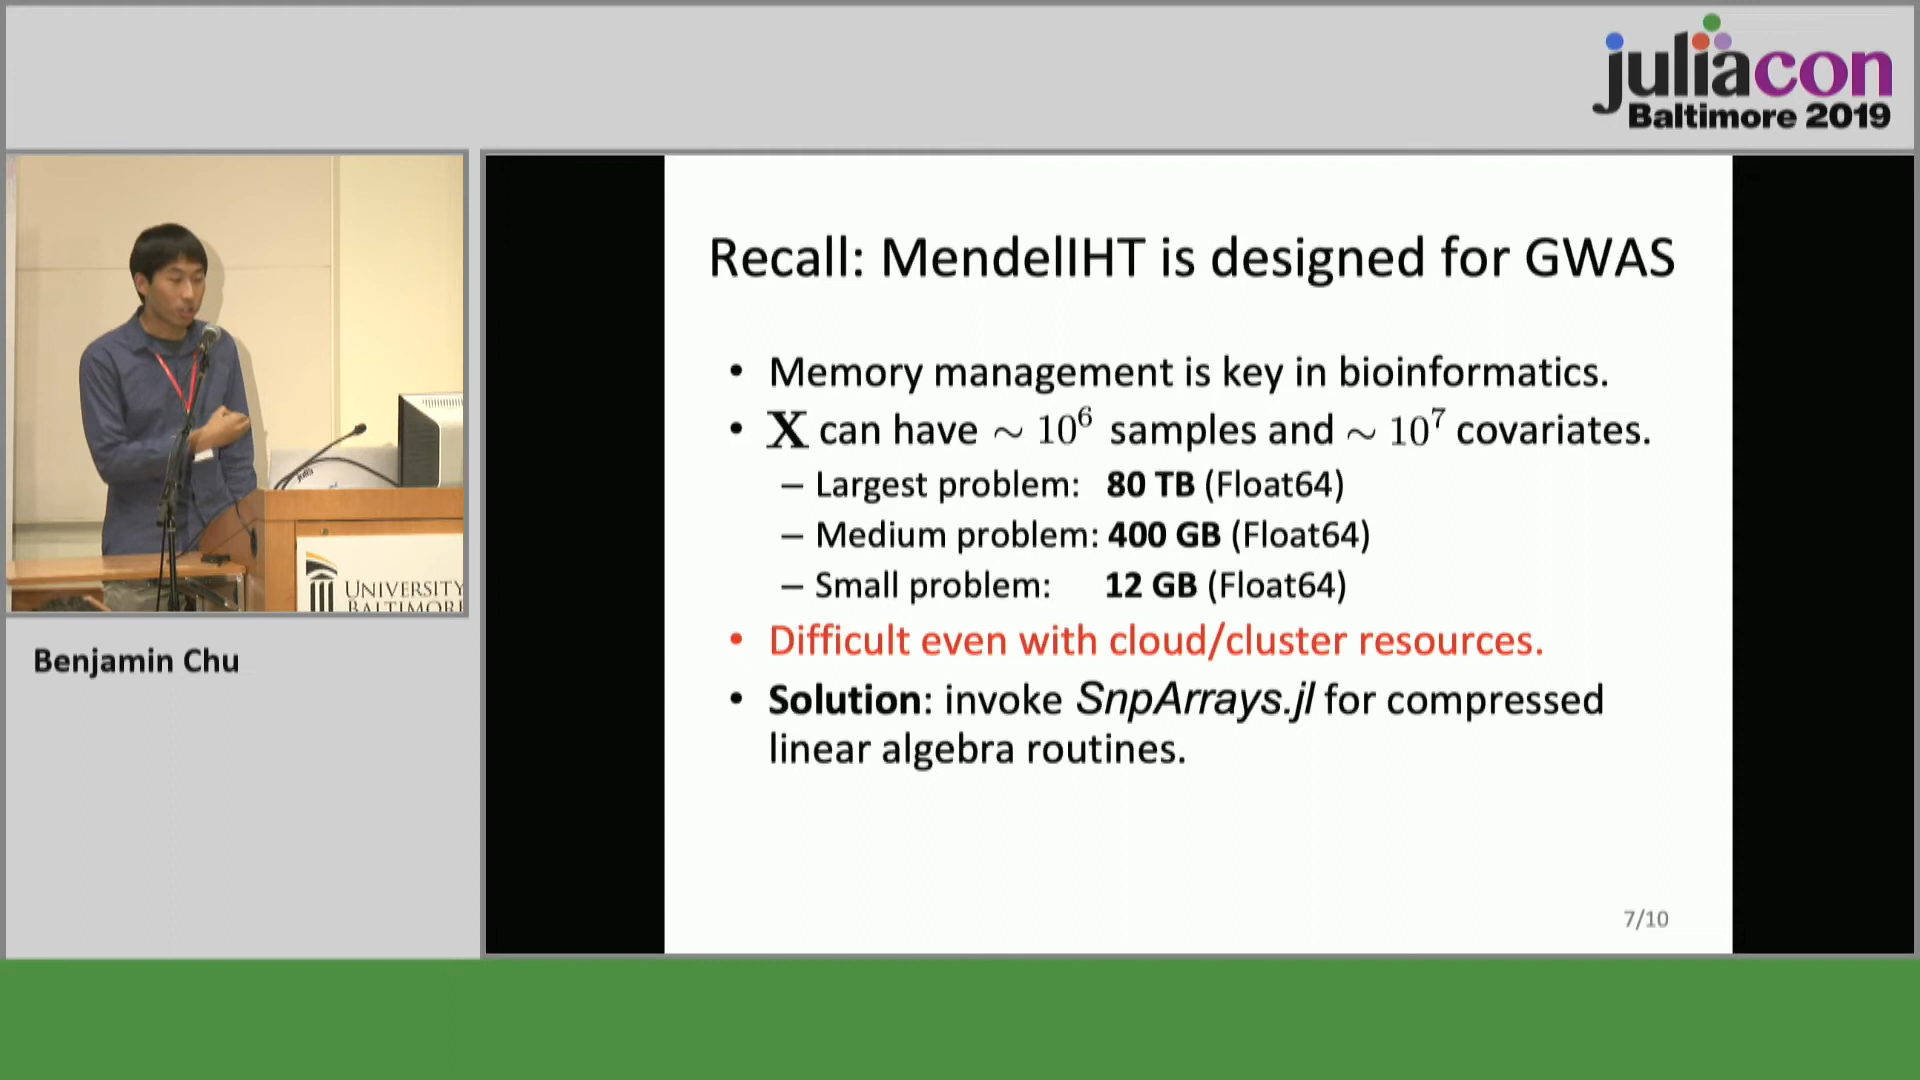 juliacon
Baltimore 2019
Recall: MendelIHT is designed for GWAS
• Memory management is key in bioinformatics.
• X can have ~ 10⁶ samples and ~ 10⁷ covariates.
– Largest problem: 80 TB (Float64)
– Medium problem: 400 GB (Float64)
– Small problem: 12 GB (Float64)
• Difficult even with cloud/cluster resources.
• Solution: invoke SnpArrays.jl for compressed
linear algebra routines.
7/10
julia
UNIVERSITY
BALTIMORE
Benjamin Chu